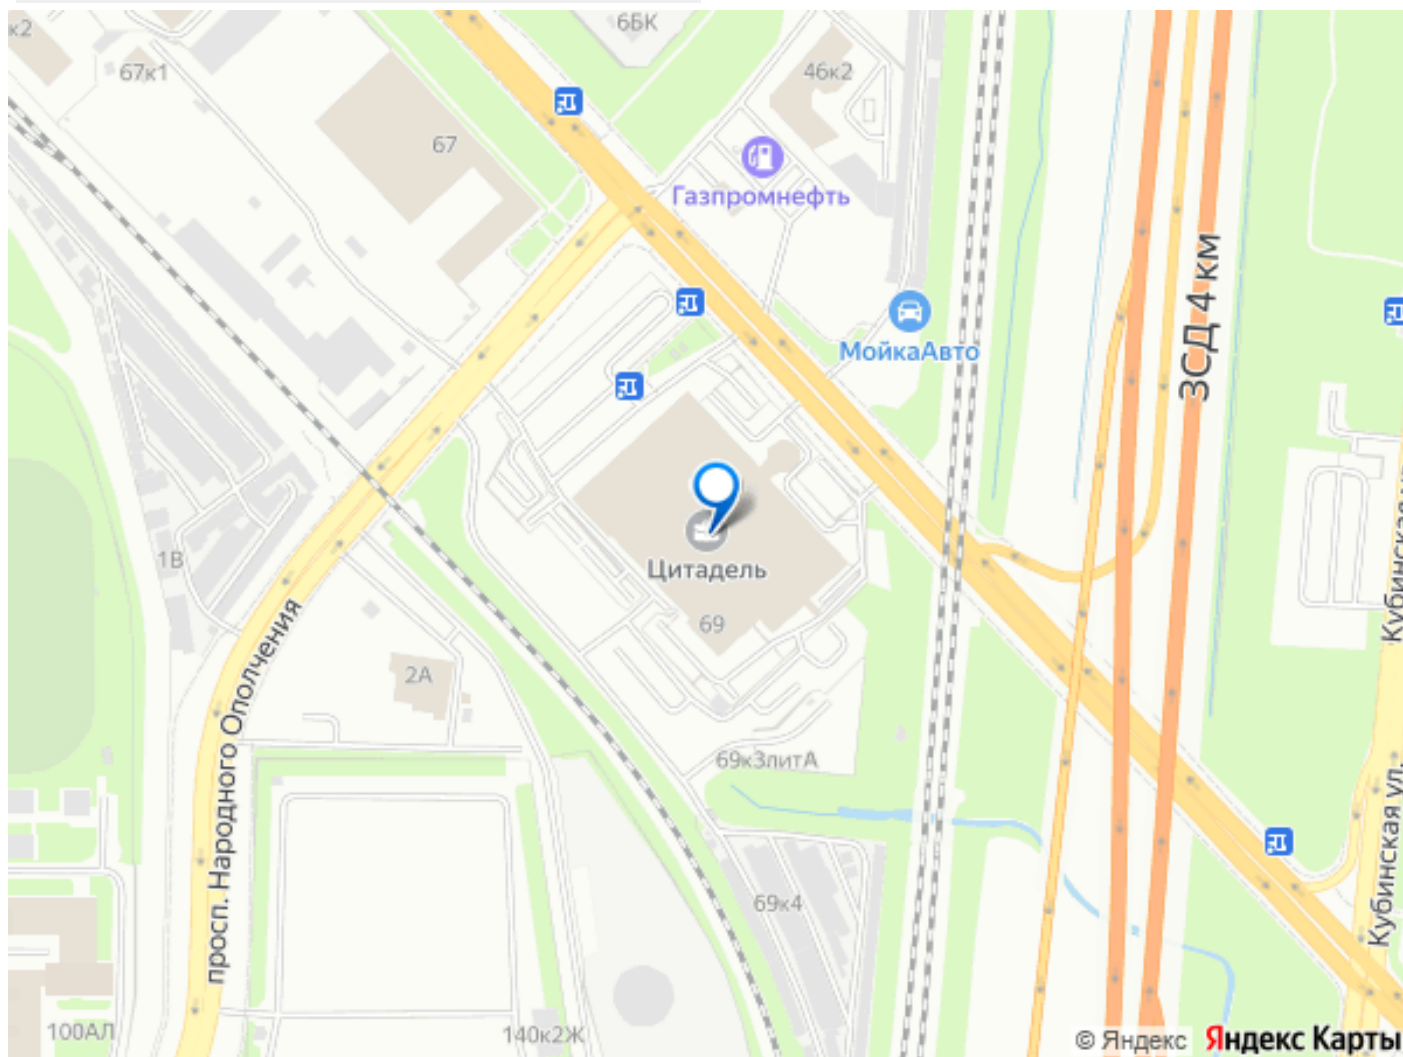 к2
6БК
67к1
46к2
67
Газпромнефть
ЗСД 4 км
МойкаАвто
1В
Цитадель
69
Кубинская ул.
2А
просп. Народного Ополчения
69к3литА
Кубинская ул.
69к4
100АЛ
140к2Ж
© Яндекс Яндекс Карты